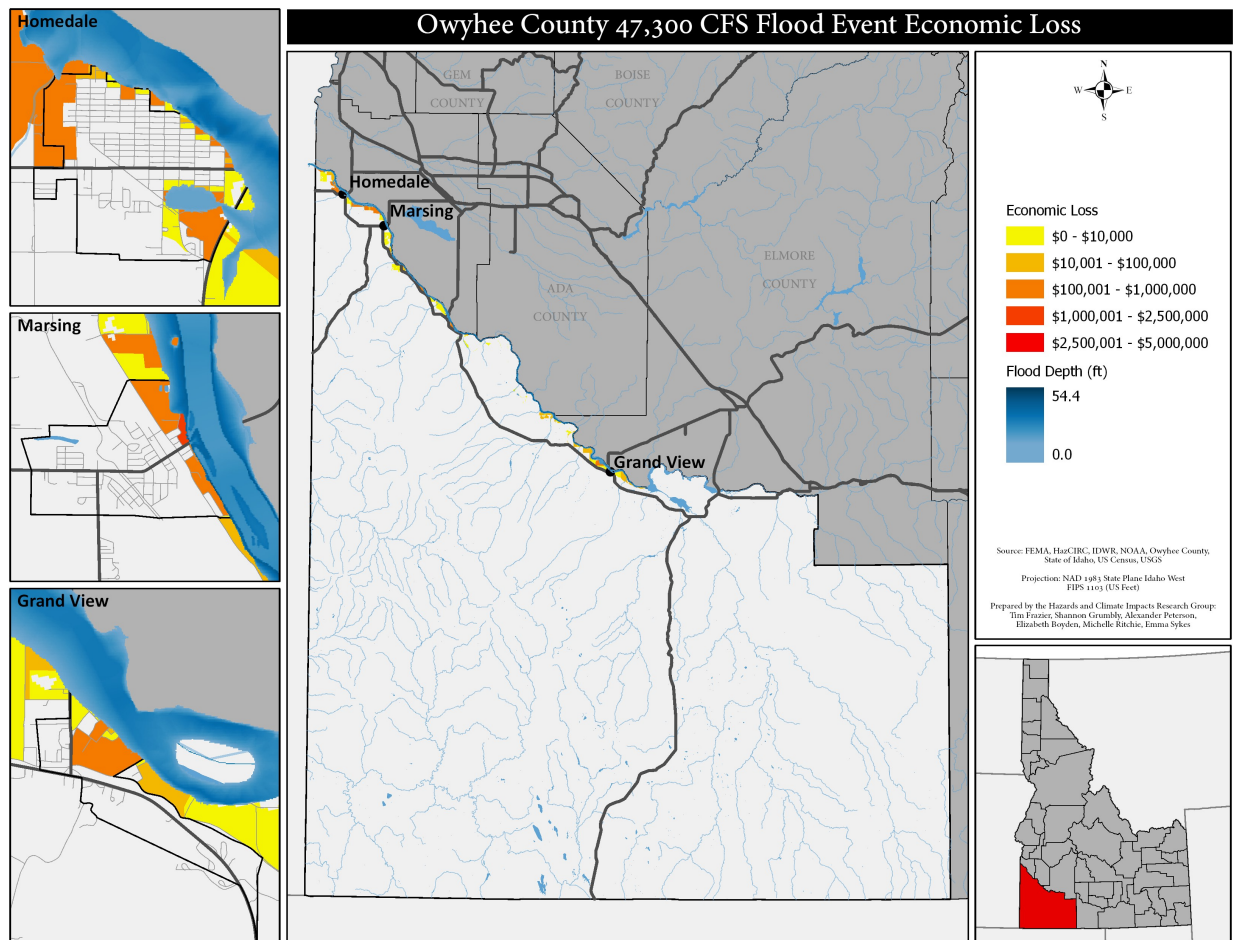 Owyhee County 47,300 CFS Flood Event Economic Loss
Homedale
Marsing
Grand View
GEM
COUNTY
BOISE
COUNTY
Homedale
Marsing
ADA
COUNTY
ELMORE
COUNTY
Grand View
N
W
E
S
Economic Loss
$0 - $10,000
$10,001 - $100,000
$100,001 - $1,000,000
$1,000,001 - $2,500,000
$2,500,001 - $5,000,000
Flood Depth (ft)
54.4
0.0
Source: FEMA, HazCIRC, IDWR, NOAA, Owyhee County,
State of Idaho, US Census, USGS
Projection: NAD 1983 State Plane Idaho West
FIPS 1103 (US Feet)
Prepared by the Hazards and Climate Impacts Research Group:
Tim Frazier, Shannon Grumbly, Alexander Peterson,
Elizabeth Boyden, Michelle Ritchie, Emma Sykes